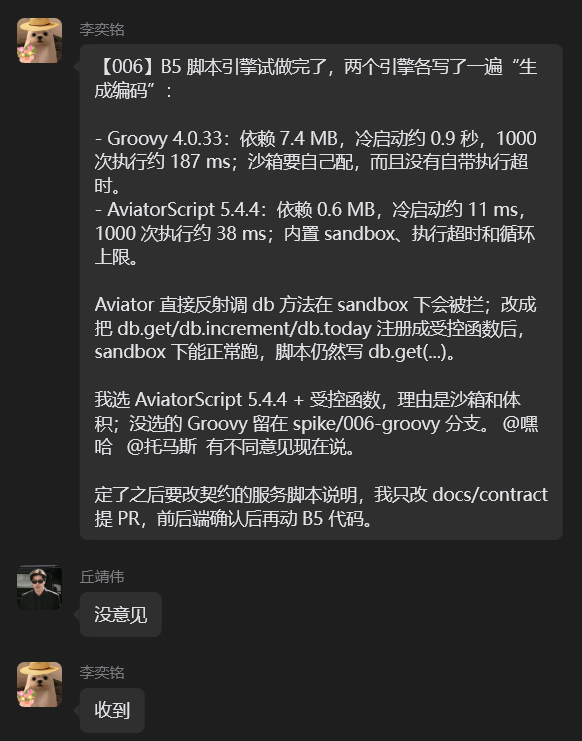 李奕铭
【006】B5 脚本引擎试做完了，两个引擎各写了一遍“生
成编码”：
- Groovy 4.0.33：依赖 7.4 MB，冷启动约 0.9 秒，1000
次执行约 187 ms；沙箱要自己配，而且没有自带执行超
时。
- AviatorScript 5.4.4：依赖 0.6 MB，冷启动约 11 ms，
1000 次执行约 38 ms；内置 sandbox、执行超时和循环
上限。
Aviator 直接反射调 db 方法在 sandbox 下会被拦；改成
把 db.get/db.increment/db.today 注册成受控函数后，
sandbox 下能正常跑，脚本仍然写 db.get(...)。
我选 AviatorScript 5.4.4 + 受控函数，理由是沙箱和体
积；没选的 Groovy 留在 spike/006-groovy 分支。 @嘿
哈 @托马斯 有不同意见现在说。
定了之后要改契约的服务脚本说明，我只改 docs/contract
提 PR，前后端确认后再动 B5 代码。
丘靖伟
没意见
李奕铭
收到